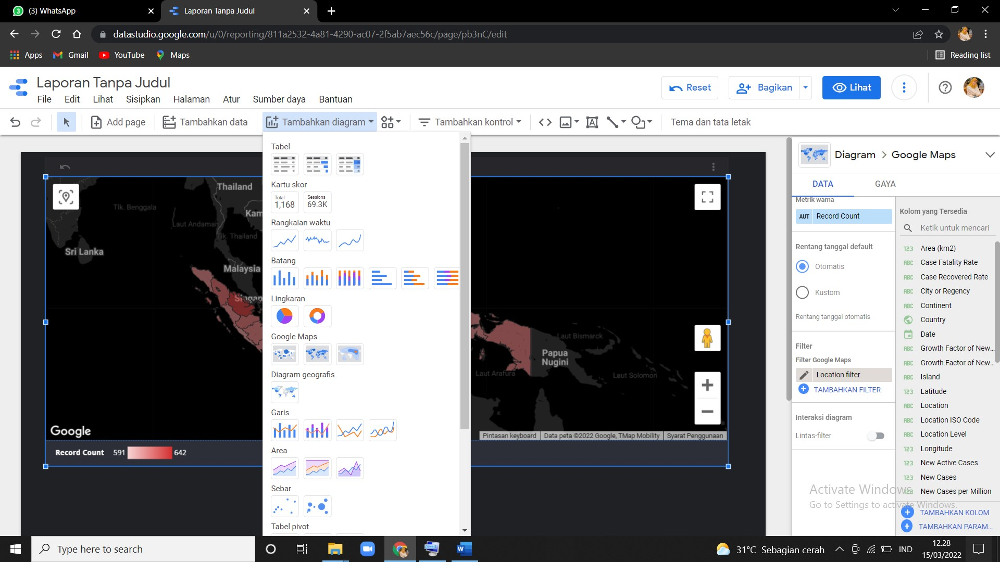 (3) WhatsApp
Laporan Tanpa Judul
datastudio.google.com/u/0/reporting/811a2532-4a81-4290-ac07-2f5ab7aec56c/page/pb3nC/edit
Apps
Gmail
YouTube
Maps
Reading list
Laporan Tanpa Judul
File Edit Lihat Sisipkan Halaman Atur Sumber daya Bantuan
Reset
Bagikan
Lihat
Add page
Tambahkan data
Tambahkan diagram
Tambahkan kontrol
Tema dan tata letak
Tabel
Kartu skor
Total
1,168
Sessions
69.3K
Rangkaian waktu
Batang
Lingkaran
Google Maps
Diagram geografis
Garis
Area
Sebar
Tabel pivot
Thailand
Tlk. Benggala
Kam
Laut Andaman
Tlk. Thailand
Sri Lanka
Malaysia
Singap
Laut Bismarck
Papua
Nugini
Laut Arafura
Laut Solomon
Google
Pintasan keyboard
Data peta ©2022 Google, TMap Mobility
Syarat Penggunaan
Record Count 591 642
Diagram > Google Maps
DATA
GAYA
Metrik warna
AUT Record Count
Rentang tanggal default
Otomatis
Kustom
Rentang tanggal otomatis
Filter
Filter Google Maps
Location filter
TAMBAHKAN FILTER
Interaksi diagram
Lintas-filter
Kolom yang Tersedia
Ketik untuk mencari
123 Area (km2)
ABC Case Fatality Rate
ABC Case Recovered Rate
ABC City or Regency
ABC Continent
Country
Date
ABC Growth Factor of New...
ABC Growth Factor of New...
ABC Island
123 Latitude
ABC Location
ABC Location ISO Code
ABC Location Level
123 Longitude
123 New Active Cases
123 New Cases
123 New Cases per Million
TAMBAHKAN KOLOM
TAMBAHKAN PARAM...
Activate Windows
Go to Settings to activate Windows.
Type here to search
31°C Sebagian cerah
IND
12.28
15/03/2022